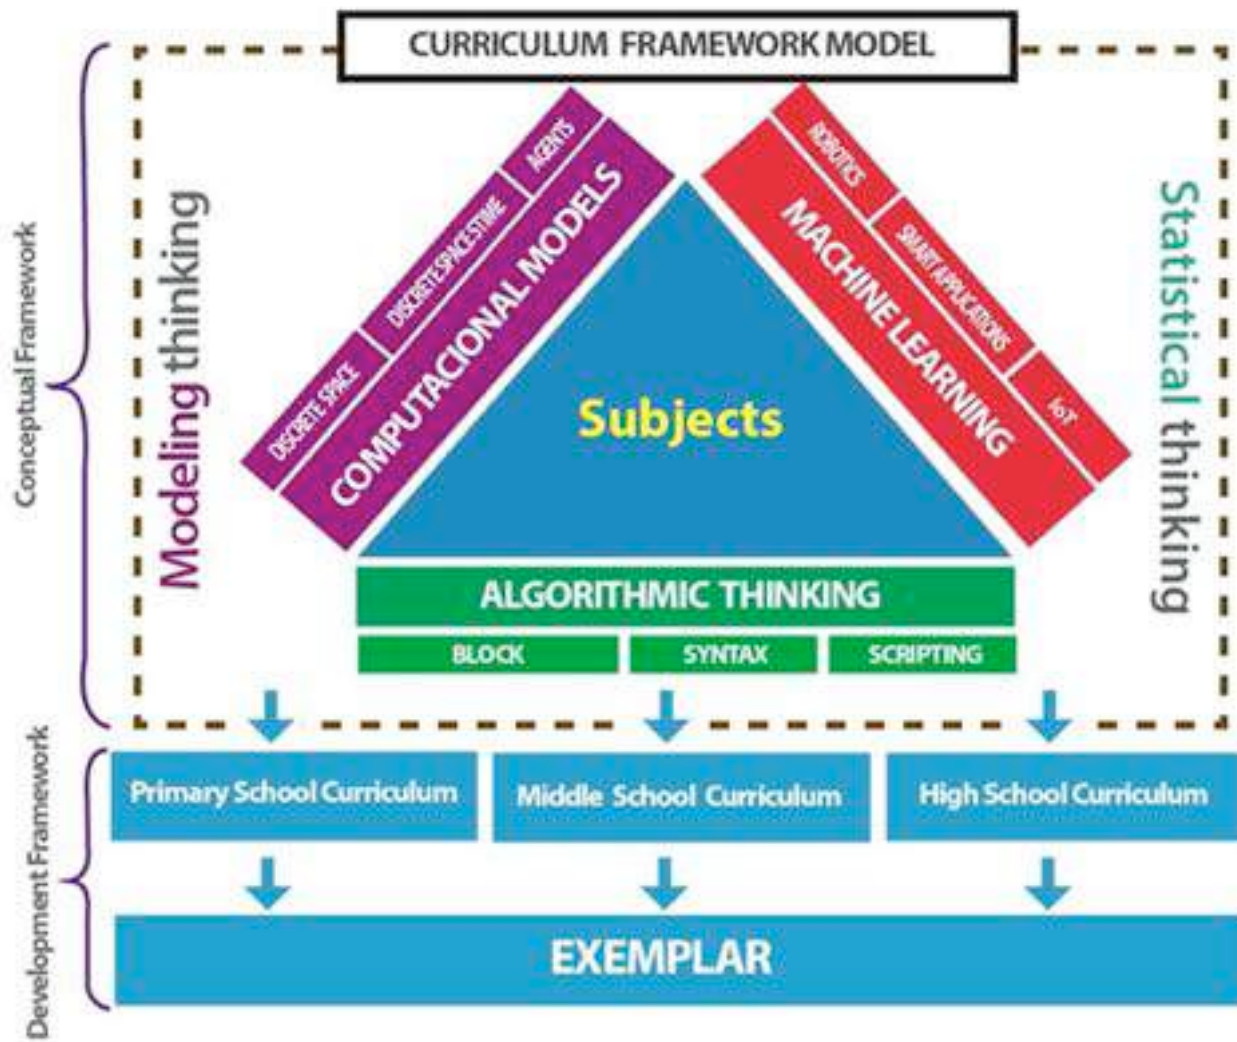 CURRICULUM FRAMEWORK MODEL
Conceptual Framework
Modeling thinking
AGENTS
DISCRETE SPACESTIME
DISCRETE SPACE
COMPUTACIONAL MODELS
Subjects
ROBOTICS
SMART APPLICATIONS
IoT
MACHINE LEARNING
Statistical thinking
ALGORITHMIC THINKING
BLOCK
SYNTAX
SCRIPTING
Development Framework
Primary School Curriculum
Middle School Curriculum
High School Curriculum
EXEMPLAR